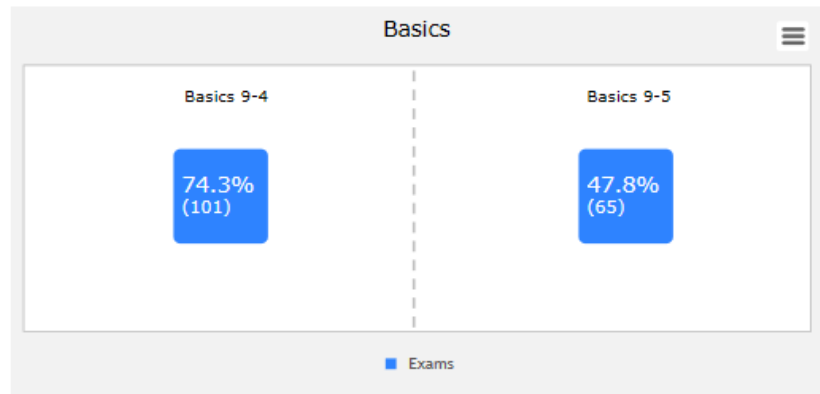 Basics
Basics 9-4
Basics 9-5
74.3%
(101)
47.8%
(65)
Exams